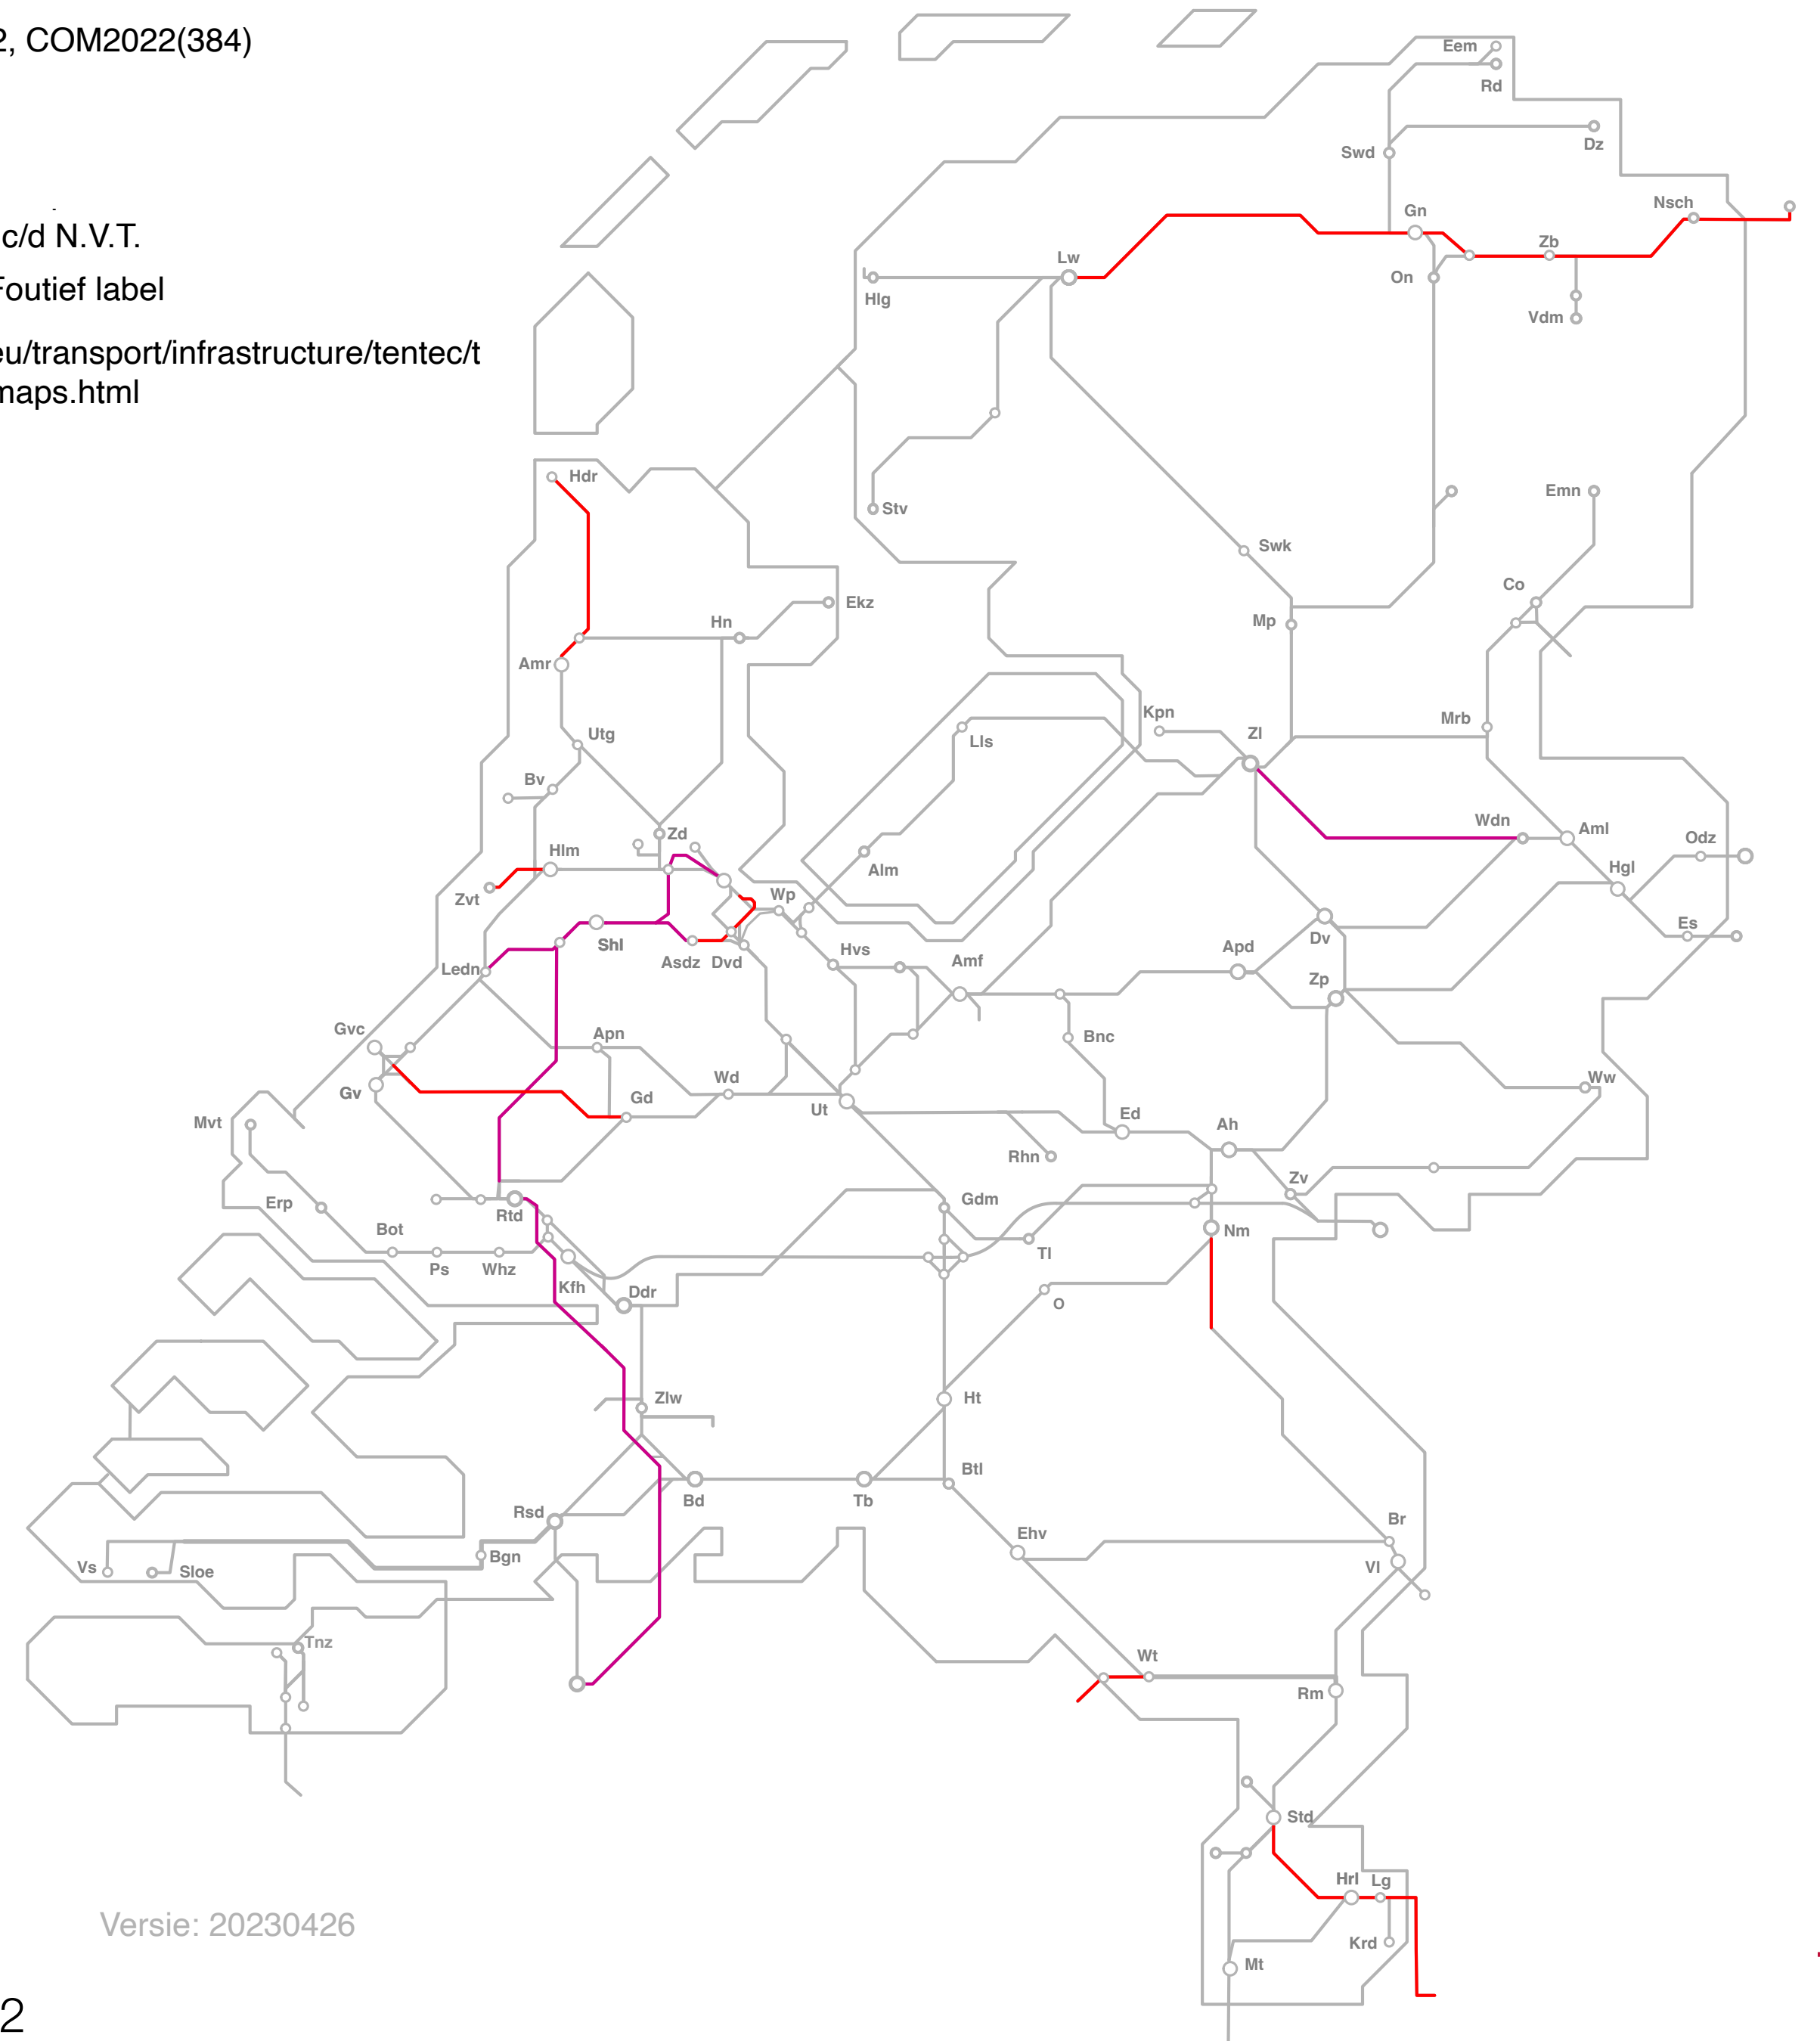 2, COM2022(384)
c/d N.V.T.
Foutief label
eu/transport/infrastructure/tentec/t
maps.html
Eem
Rd
Dz
Swd
Nsch
Gn
Zb
Lw
On
Hlg
Vdm
Hdr
Emn
Stv
Swk
Co
Ekz
Hn
Mp
Amr
Kpn
Mrb
Utg
Zl
Lls
Bv
Wdn
Aml
Zd
Odz
Hlm
Alm
Hgl
Zvt
Wp
Es
Shl
Dv
Hvs
Apd
Asdz
Dvd
Amf
Ledn
Zp
Gvc
Apn
Bnc
Wd
Ww
Gv
Gd
Ut
Mvt
Ed
Ah
Rhn
Zv
Erp
Gdm
Rtd
Bot
Nm
Tl
Ps
Whz
Kfh
Ddr
O
Zlw
Ht
Btl
Bd
Tb
Rsd
Br
Ehv
Bgn
Vs
Sloe
Vl
Tnz
Wt
Rm
Std
Hrl
Lg
Versie: 20230426
Krd
Mt
2